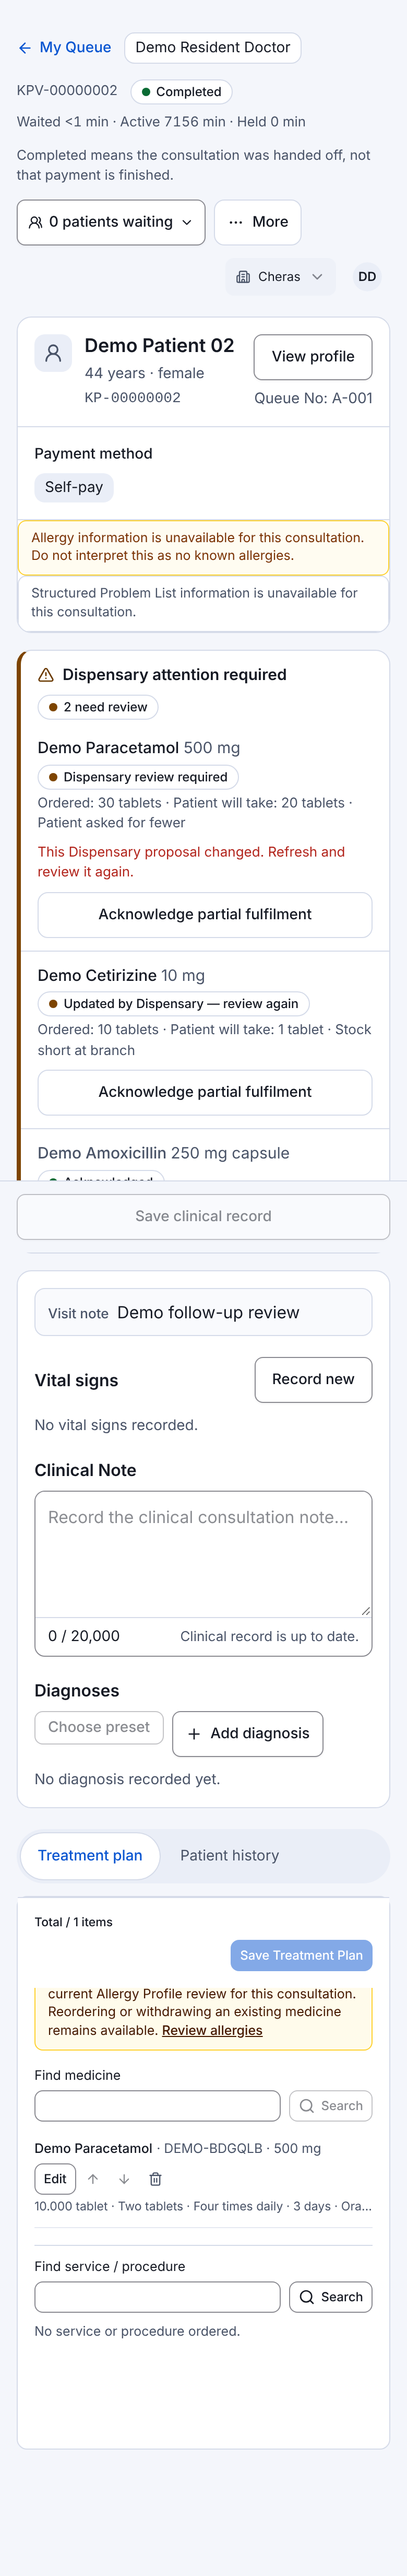 My Queue
Demo Resident Doctor
KPV-00000002
Completed
Waited <1 min · Active 7156 min · Held 0 min
Completed means the consultation was handed off, not
that payment is finished.
0 patients waiting
··· More
Cheras
DD
Demo Patient 02
44 years · female
KP-00000002
View profile
Queue No: A-001
Payment method
Self-pay
Allergy information is unavailable for this consultation.
Do not interpret this as no known allergies.
Structured Problem List information is unavailable for
this consultation.
Dispensary attention required
2 need review
Demo Paracetamol 500 mg
Dispensary review required
Ordered: 30 tablets · Patient will take: 20 tablets ·
Patient asked for fewer
This Dispensary proposal changed. Refresh and
review it again.
Acknowledge partial fulfilment
Demo Cetirizine 10 mg
Updated by Dispensary — review again
Ordered: 10 tablets · Patient will take: 1 tablet · Stock
short at branch
Acknowledge partial fulfilment
Demo Amoxicillin 250 mg capsule
Acknowledged
Save clinical record
Visit note Demo follow-up review
Vital signs
Record new
No vital signs recorded.
Clinical Note
Record the clinical consultation note...
0 / 20,000
Clinical record is up to date.
Diagnoses
Choose preset
+ Add diagnosis
No diagnosis recorded yet.
Treatment plan
Patient history
Total / 1 items
Save Treatment Plan
current Allergy Profile review for this consultation.
Reordering or withdrawing an existing medicine
remains available. Review allergies
Find medicine
Search
Demo Paracetamol · DEMO-BDGQLB · 500 mg
Edit
10.000 tablet · Two tablets · Four times daily · 3 days · Ora...
Find service / procedure
Search
No service or procedure ordered.